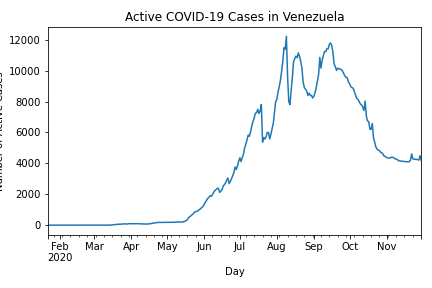 Active COVID-19 Cases in Venezuela
12000
10000
8000
6000
4000
2000
0
Number of Active Cases
Feb Mar Apr May Jun Jul Aug Sep Oct Nov
2020
Day